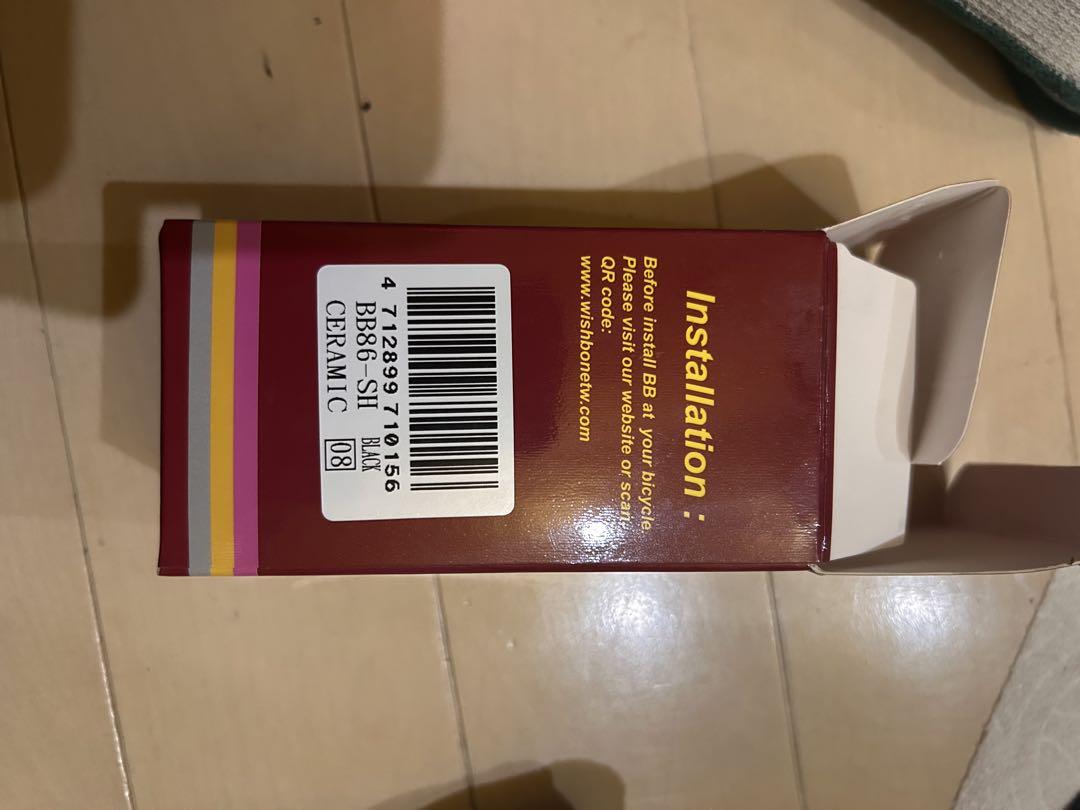 Installation :
Before install BB at your bicycle
Please visit our website or scan
QR code:
www.wishbonetw.com
4 712899 710156
BB86-SH BLACK
CERAMIC 08